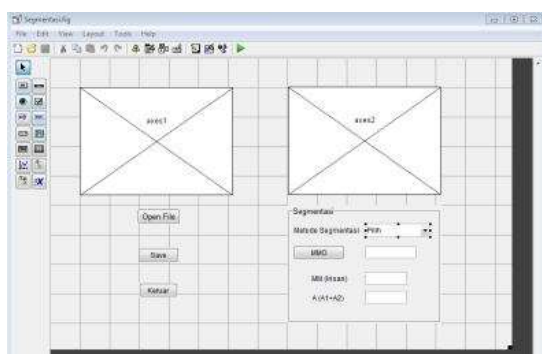 Segmentasi.fig
File Edit View Layout Tools Help
axes1
axes2
Open File
Save
Keluar
Segmentasi
Metode Segmentasi
Pilih
MMO
MM (Irisan)
A (A1+A2)